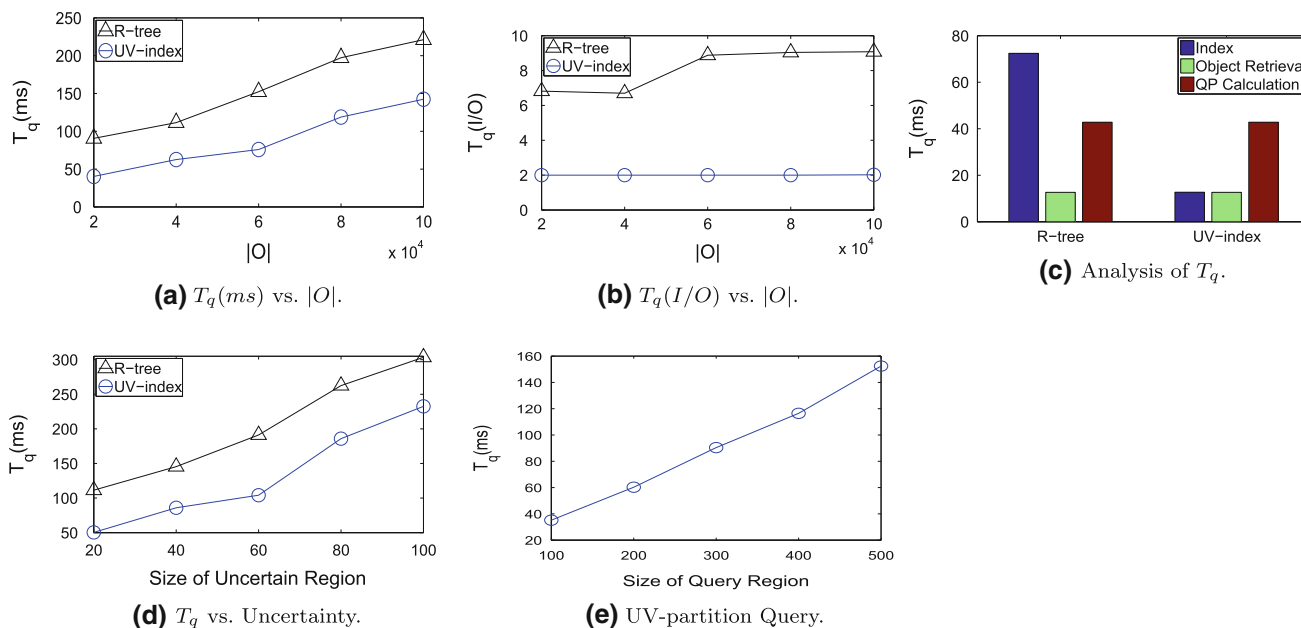 250
200
150
100
50
0
T_q(ms)
R-tree
UV-index
2
4
6
8
10
|O|
x 10^4
(a) T_q(ms) vs. |O|.
10
8
6
4
2
0
T_q(I/O)
R-tree
UV-index
2
4
6
8
10
|O|
x 10^4
(b) T_q(I/O) vs. |O|.
80
60
40
20
0
T_q(ms)
Index
Object Retrieva
QP Calculation
R-tree
UV-index
(c) Analysis of T_q.
300
250
200
150
100
50
T_q(ms)
R-tree
UV-index
20
40
60
80
100
Size of Uncertain Region
(d) T_q vs. Uncertainty.
160
140
120
100
80
60
40
20
T_q(ms)
100
200
300
400
500
Size of Query Region
(e) UV-partition Query.